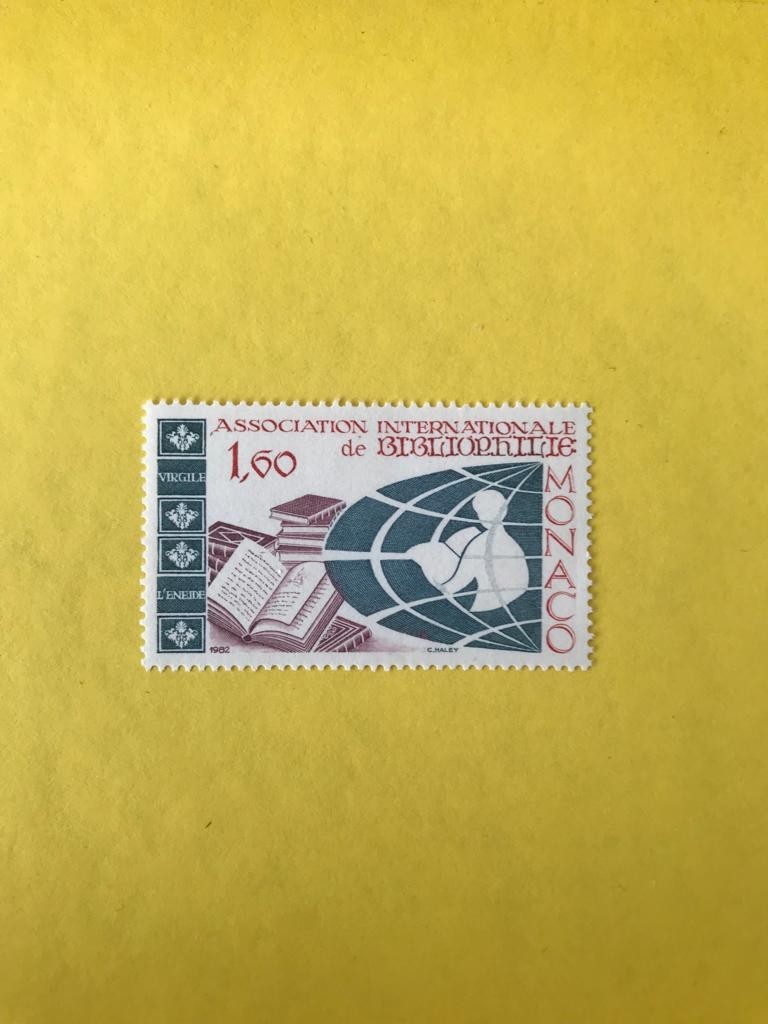 ASSOCIATION INTERNATIONALE
de BIBLIOPHILIE
1,60
VIRGILE
L'ENEIDE
MONACO
1982
C. HALEY